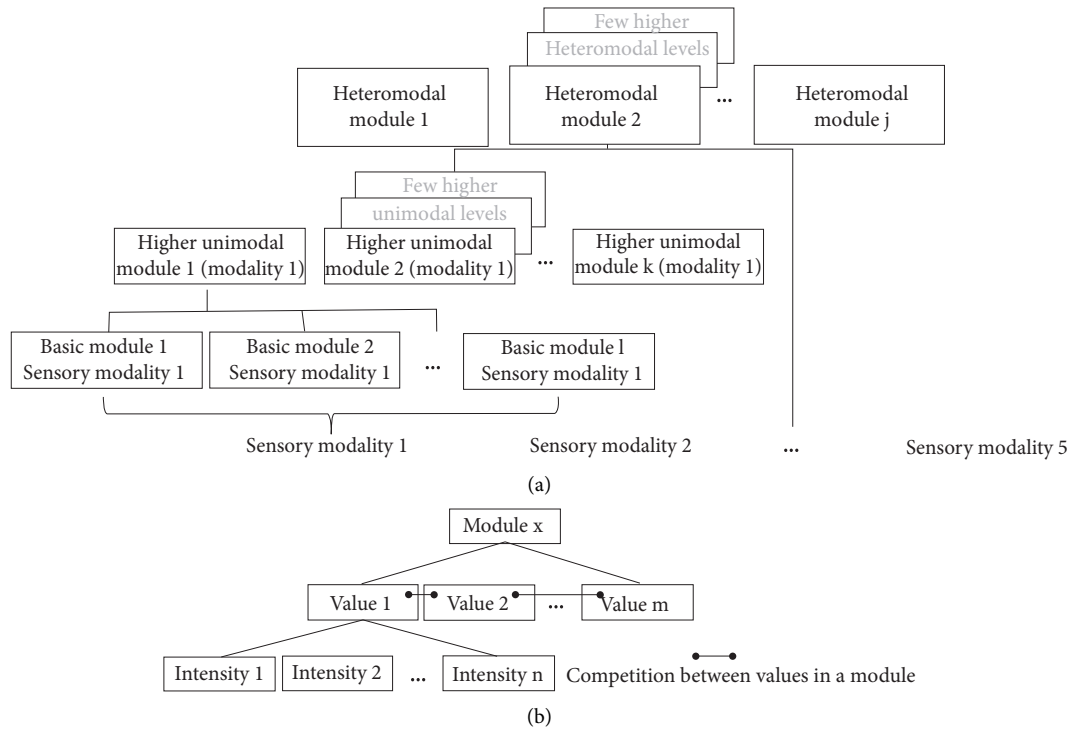 Few higher
Heteromodal levels
Heteromodal
module 1
Heteromodal
module 2
...
Heteromodal
module j
Few higher
unimodal levels
Higher unimodal
module 1 (modality 1)
Higher unimodal
module 2 (modality 1)
...
Higher unimodal
module k (modality 1)
Basic module 1
Sensory modality 1
Basic module 2
Sensory modality 1
...
Basic module l
Sensory modality 1
Sensory modality 1
Sensory modality 2
...
Sensory modality 5
(a)
Module x
Value 1
Value 2
...
Value m
Intensity 1
Intensity 2
...
Intensity n
Competition between values in a module
(b)